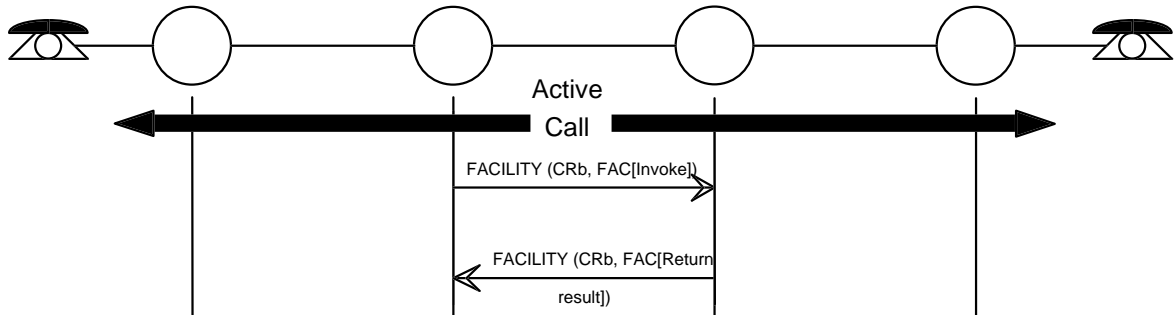 Active
Call
FACILITY (CRb, FAC[Invoke])
FACILITY (CRb, FAC[Return
result])